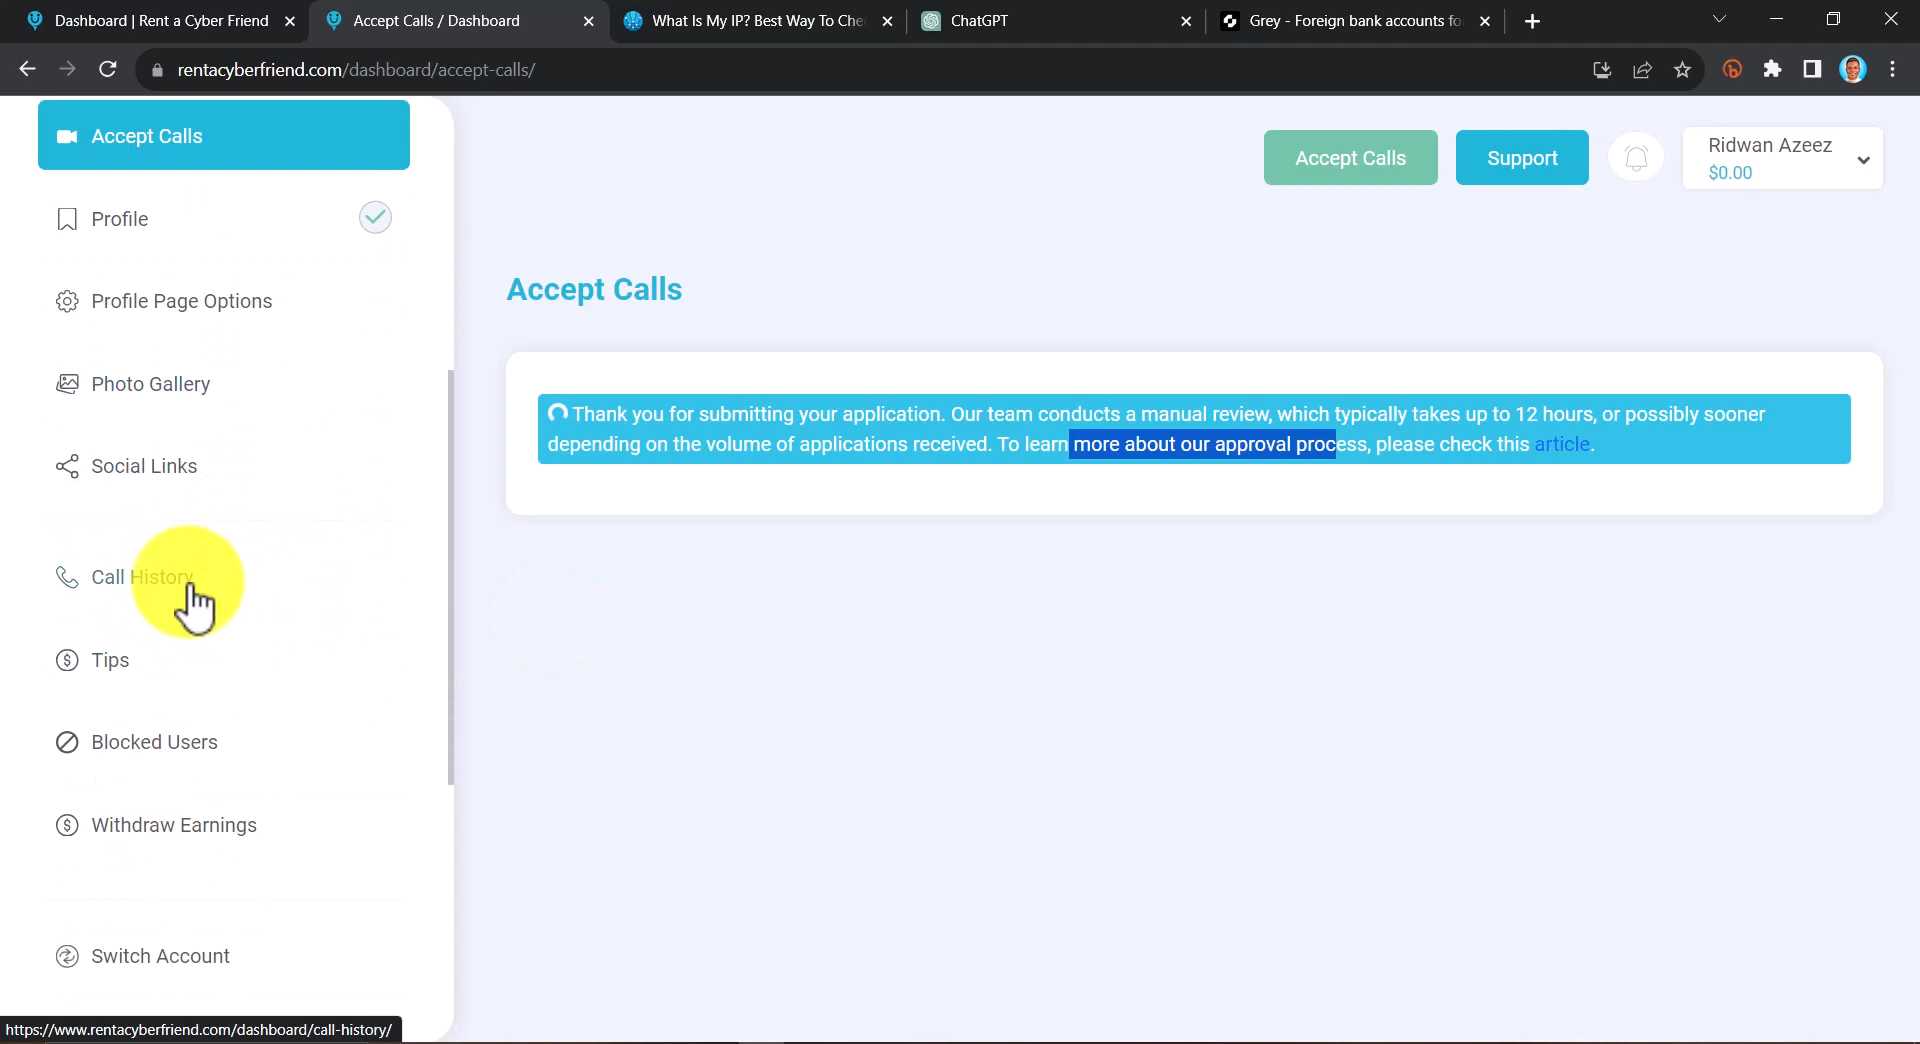 Dashboard | Rent a Cyber Friend
Accept Calls / Dashboard
What Is My IP? Best Way To Che
ChatGPT
Grey - Foreign bank accounts fo
rentacyberfriend.com/dashboard/accept-calls/
Accept Calls
Profile
Profile Page Options
Photo Gallery
Social Links
Call History
Tips
Blocked Users
Withdraw Earnings
Switch Account
Accept Calls
Support
Ridwan Azeez
$0.00
Accept Calls
Thank you for submitting your application. Our team conducts a manual review, which typically takes up to 12 hours, or possibly sooner
depending on the volume of applications received. To learn more about our approval process, please check this article.
https://www.rentacyberfriend.com/dashboard/call-history/